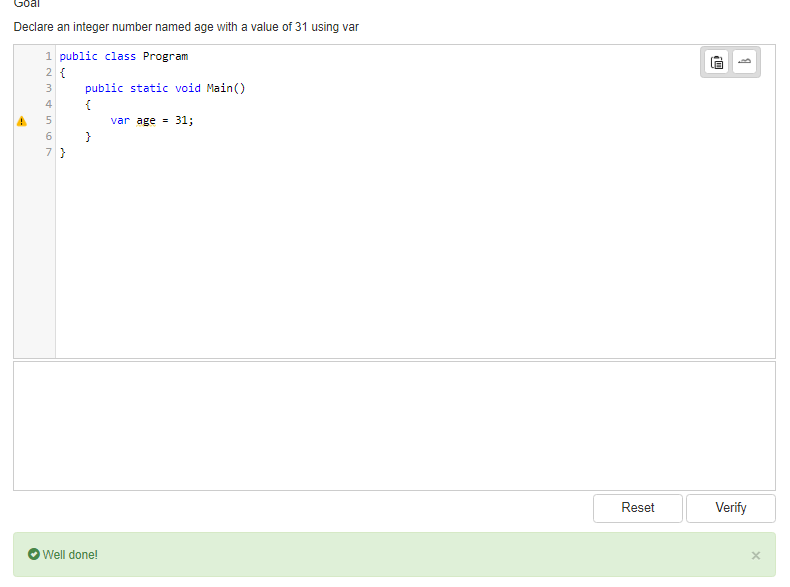 Goal
Declare an integer number named age with a value of 31 using var
1 public class Program
2 {
3 public static void Main()
4 {
5 var age = 31;
6 }
7 }
Reset Verify
Well done! ×